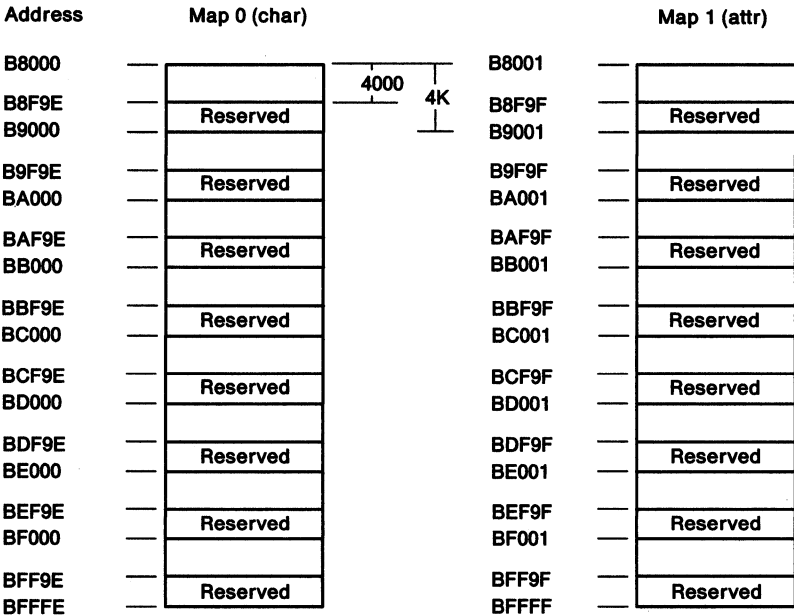 Address Map 0 (char) Map 1 (attr)
B8000 B8001
4000 4K
B8F9E Reserved B8F9F Reserved
B9000 B9001
B9F9E Reserved B9F9F Reserved
BA000 BA001
BAF9E Reserved BAF9F Reserved
BB000 BB001
BBF9E Reserved BBF9F Reserved
BC000 BC001
BCF9E Reserved BCF9F Reserved
BD000 BD001
BDF9E Reserved BDF9F Reserved
BE000 BE001
BEF9E Reserved BEF9F Reserved
BF000 BF001
BFF9E Reserved BFF9F Reserved
BFFFE BFFFF